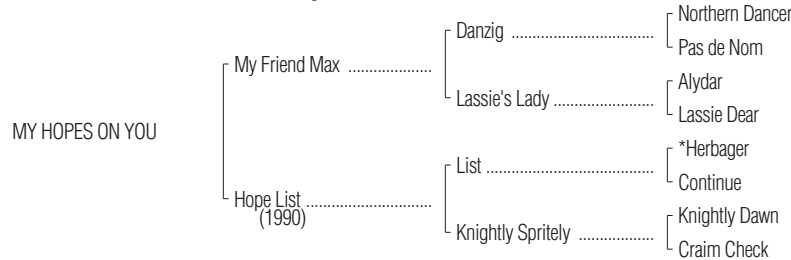 Northern Dancer
Danzig
Pas de Nom
My Friend Max
Alydar
Lassie's Lady
Lassie Dear
MY HOPES ON YOU
*Herbager
List
Continue
Hope List
(1990)
Knightly Dawn
Knightly Spritely
Craim Check